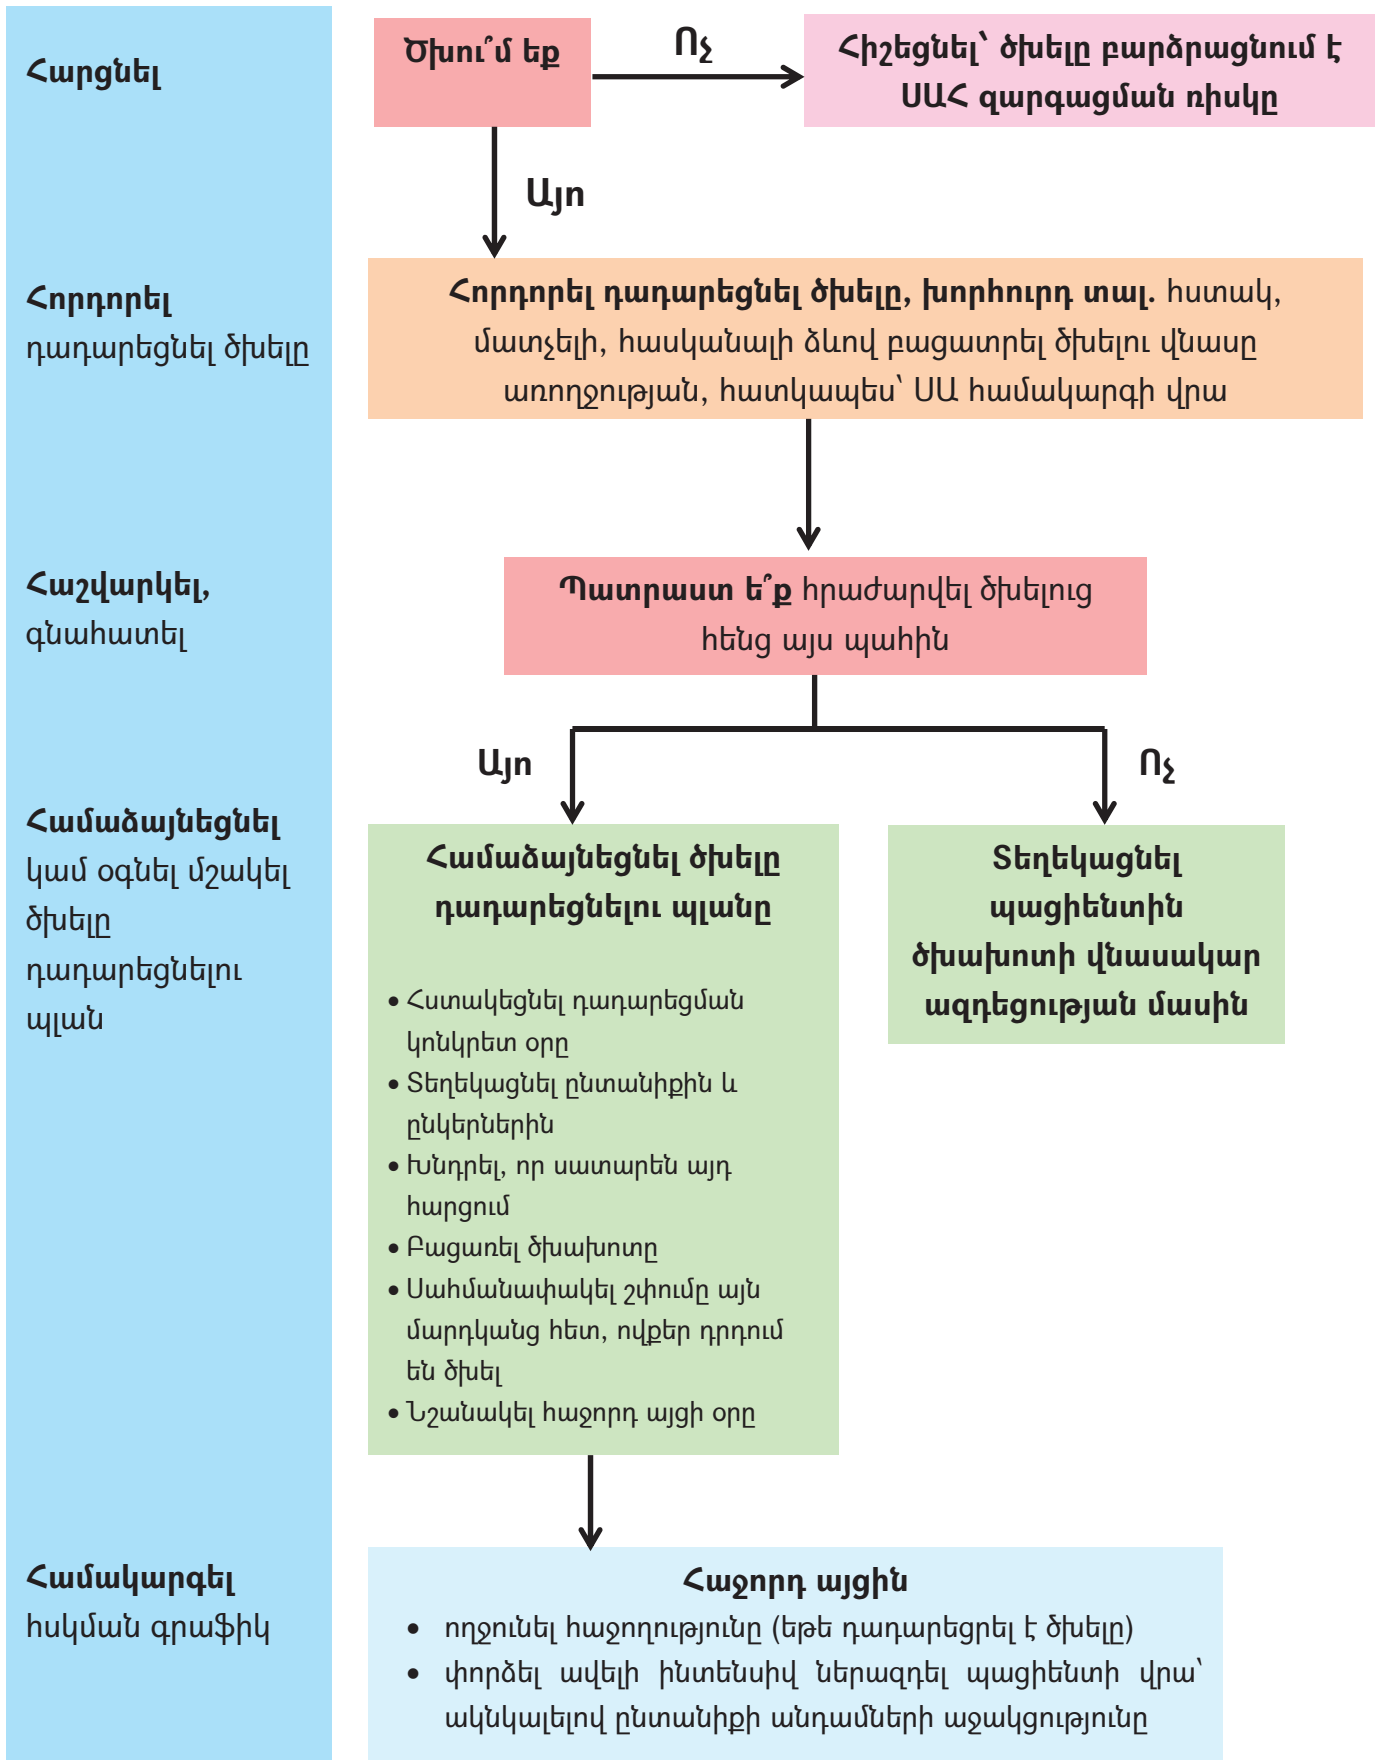 Հարցնել
Ծխու՞մ եք
Ոչ
Հիշեցնել՝ ծխելը բարձրացնում է
ՍԱՀ զարգացման ռիսկը
Այո
Հորդորել
դադարեցնել ծխելը
Հորդորել դադարեցնել ծխելը, խորհուրդ տալ. հստակ,
մատչելի, հասկանալի ձևով բացատրել ծխելու վնասը
առողջության, հատկապես՝ ՍԱ համակարգի վրա
Հաշվարկել,
գնահատել
Պատրաստ ե՞ք հրաժարվել ծխելուց
հենց այս պահին
Այո
Ոչ
Համաձայնեցնել
կամ օգնել մշակել
ծխելը
դադարեցնելու
պլան
Համաձայնեցնել ծխելը
դադարեցնելու պլանը
• Հստակեցնել դադարեցման
կոնկրետ օրը
• Տեղեկացնել ընտանիքին և
ընկերներին
• Խնդրել, որ սատարեն այդ
հարցում
• Բացառել ծխախոտը
• Սահմանափակել շփումը այն
մարդկանց հետ, ովքեր դրդում
են ծխել
• Նշանակել հաջորդ այցի օրը
Տեղեկացնել
պացիենտին
ծխախոտի վնասակար
ազդեցության մասին
Համակարգել
հսկման գրաֆիկ
Հաջորդ այցին
• ողջունել հաջողությունը (եթե դադարեցրել է ծխելը)
• փորձել ավելի ինտենսիվ ներազդել պացիենտի վրա՝
ակնկալելով ընտանիքի անդամների աջակցությունը